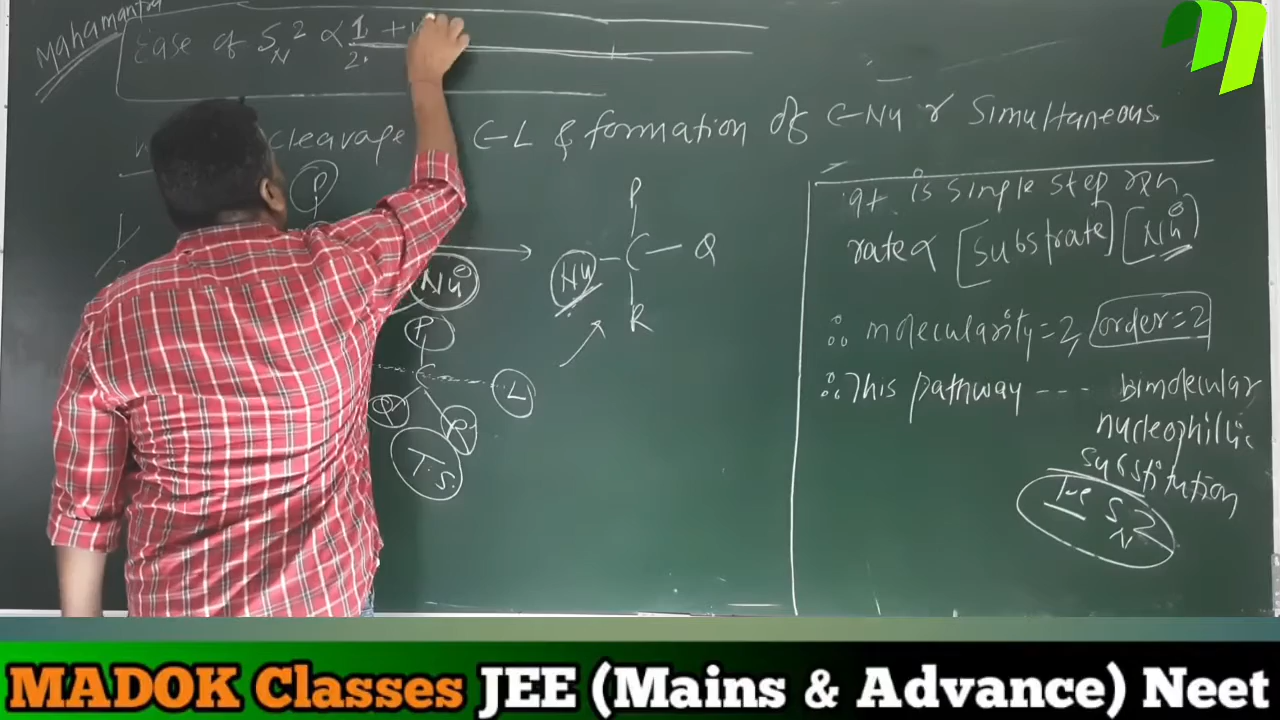 Mahamantra
Ease of SN2 ∝ 1 +
2.
cleavage C-L & formation of C-Nu r Simultaneous.
P
Nu⊖
P
C
L
Q
R
T.S.
P
Nu - C - Q
R
It is single step rxn
rate ∝ [Substrate] [Nu⊖]
∴ molecularity = 2, order = 2
∴ This pathway --- bimolecular
nucleophilic
substitution
i.e SN2
MADOK Classes JEE (Mains & Advance) Neet